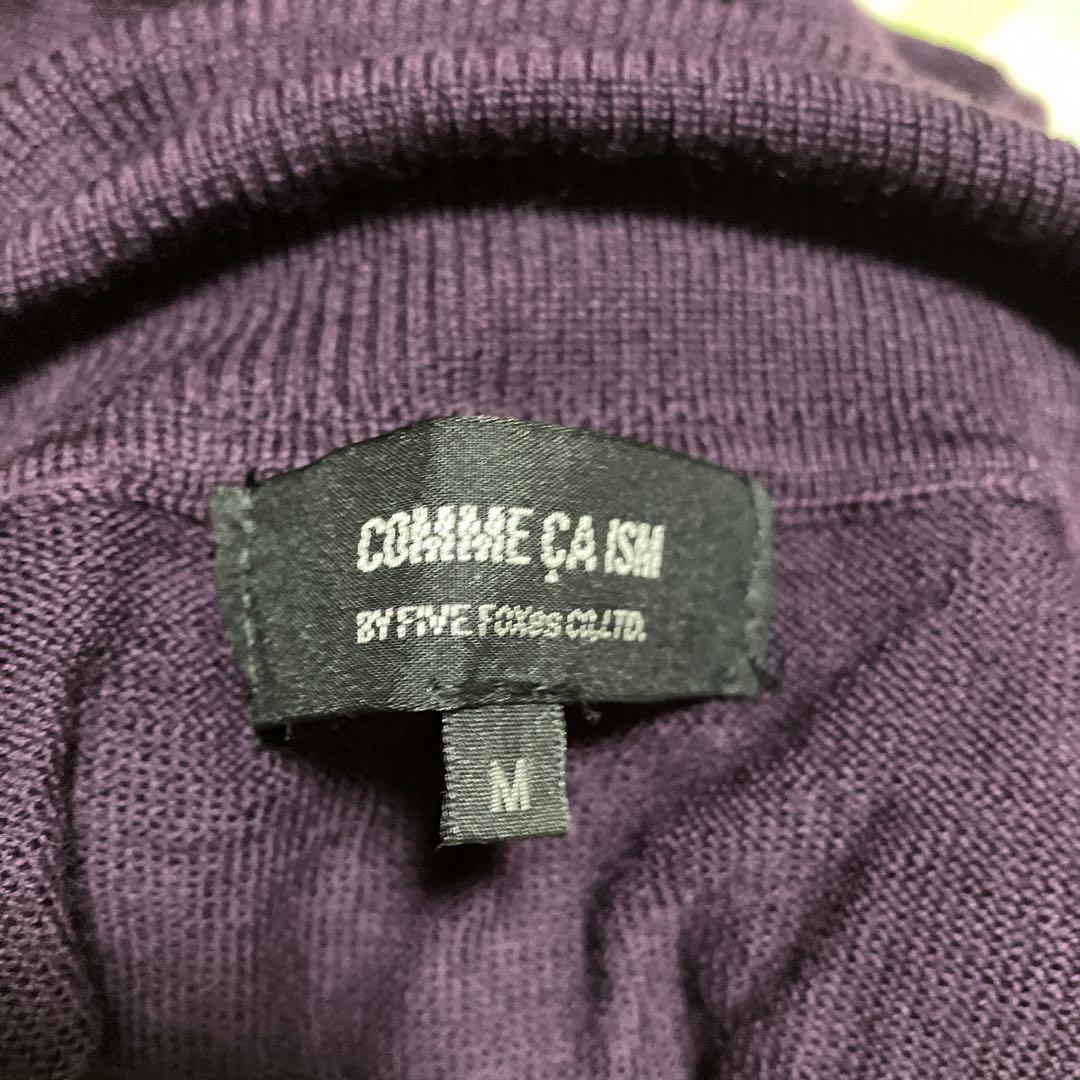 COMME ÇA ISM
BY FIVE FOXes CO.,LTD.
M